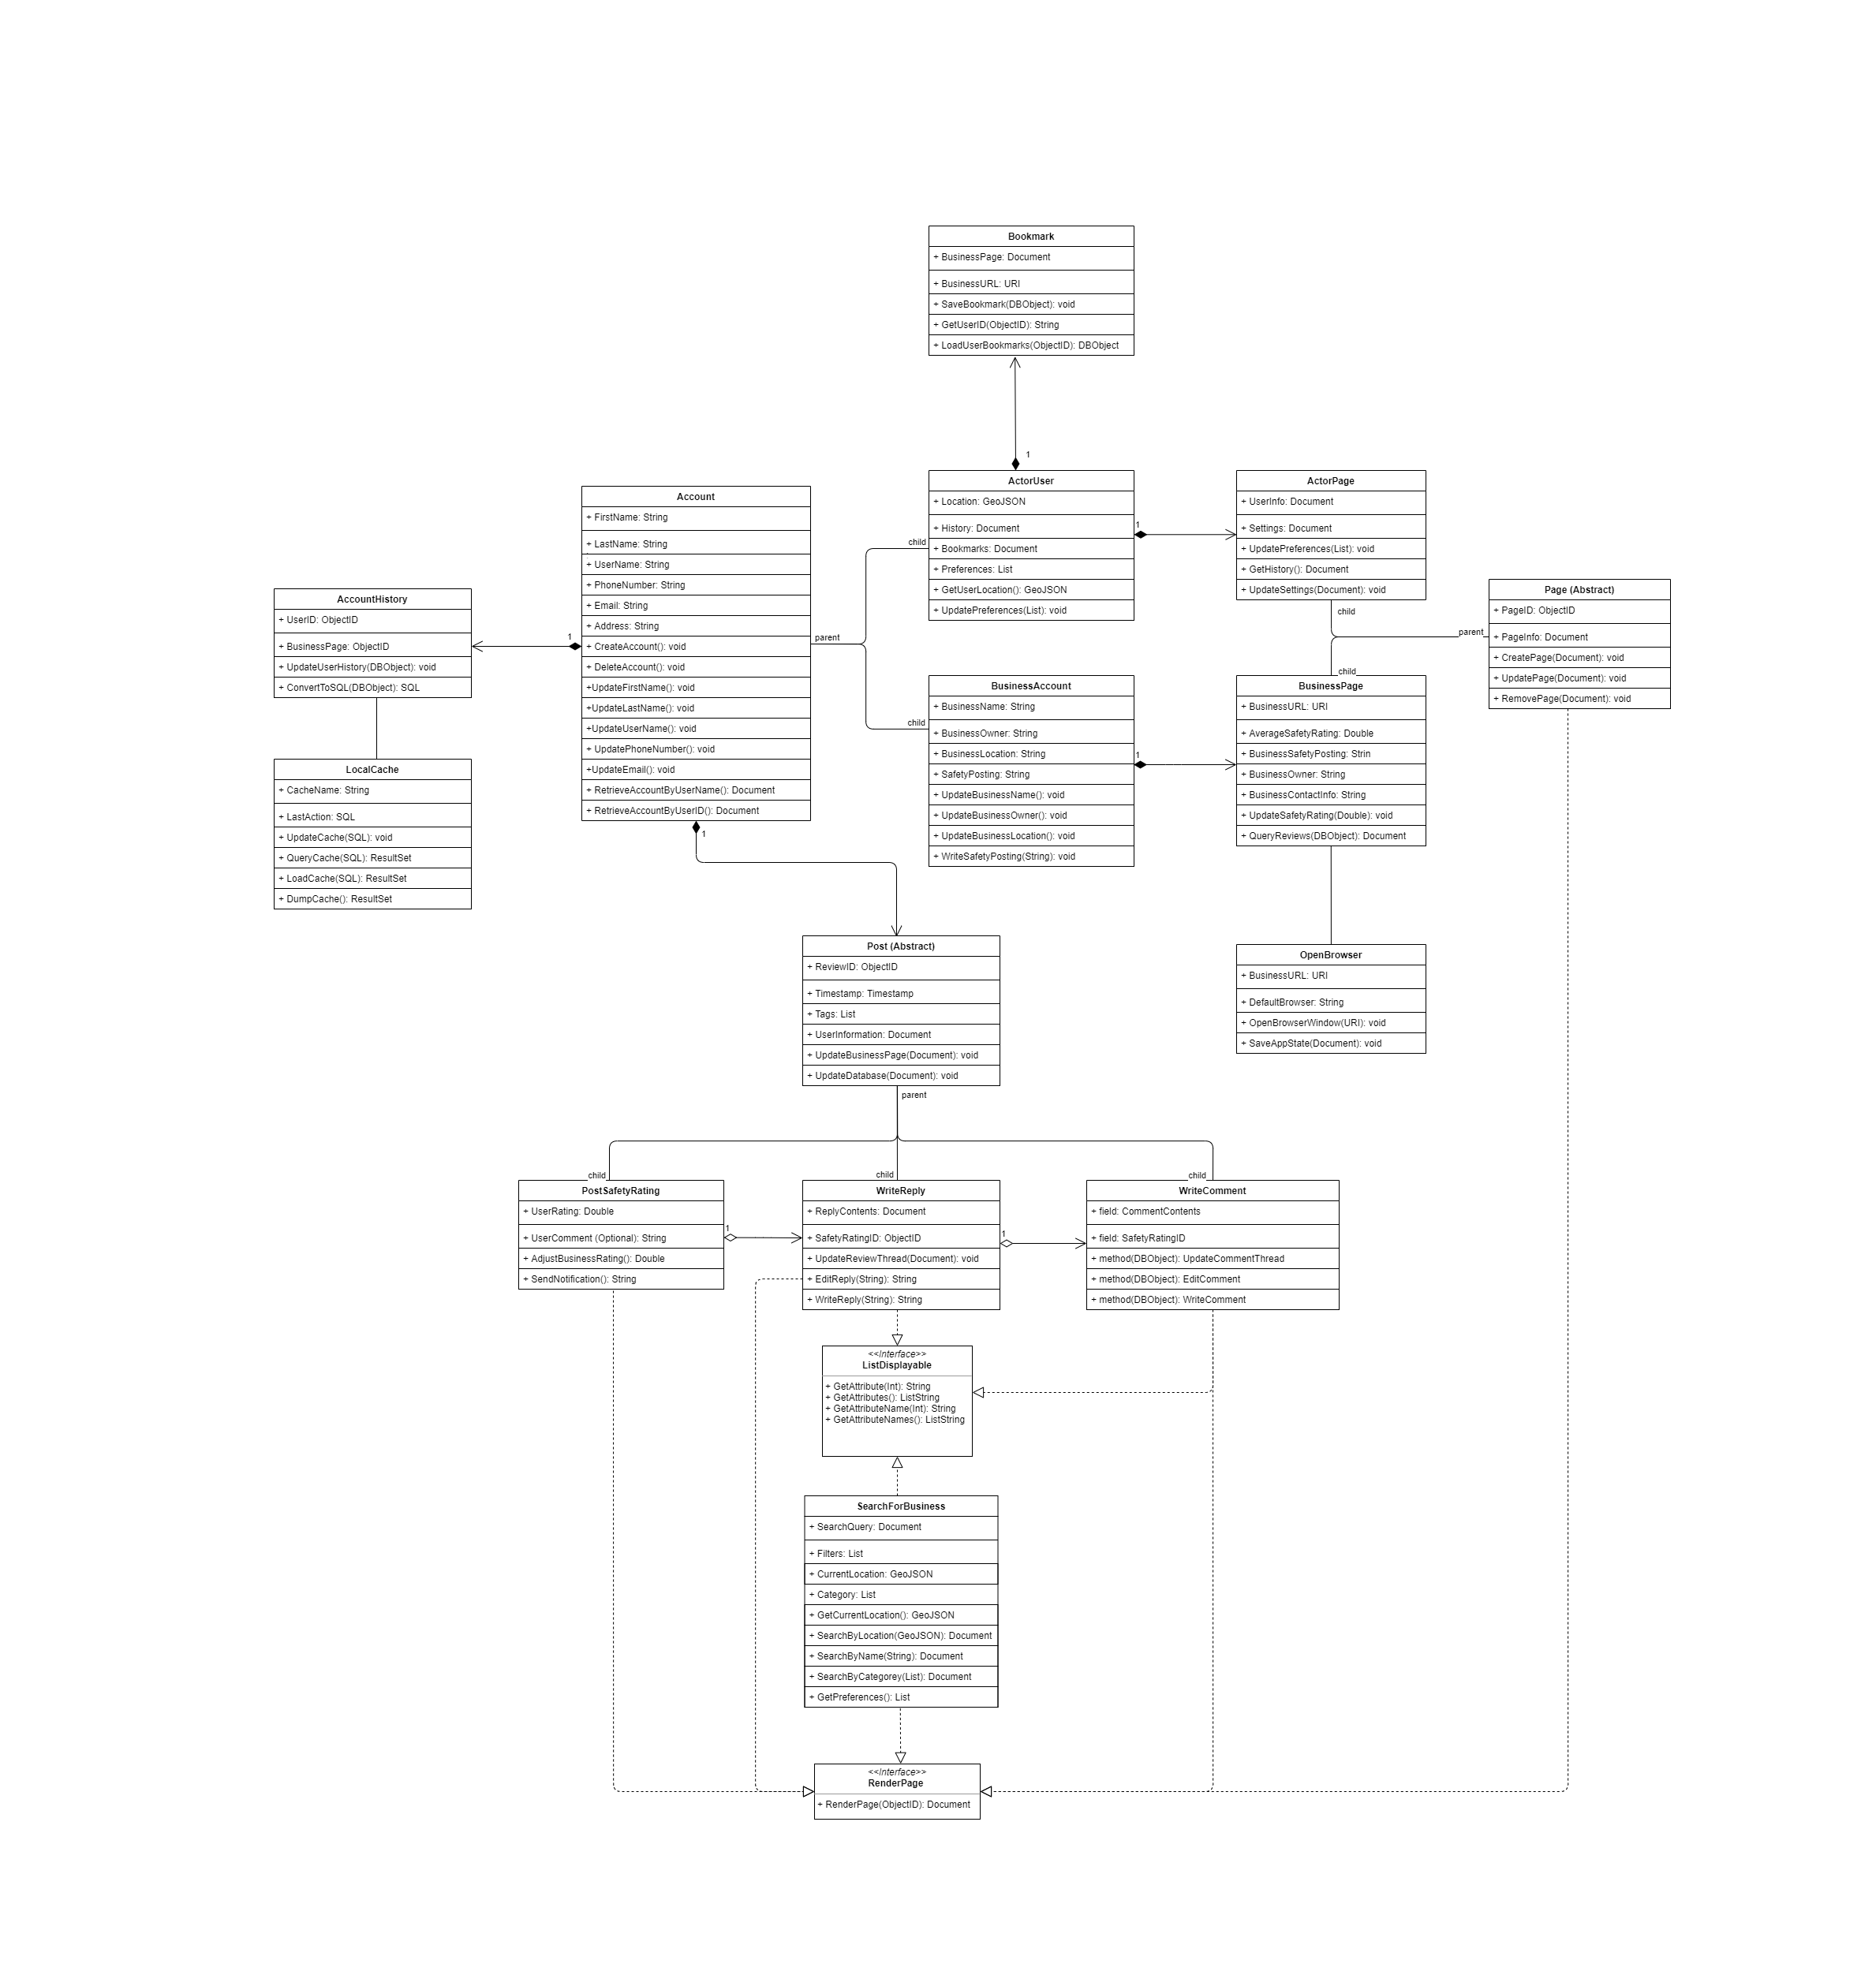 Bookmark
+ BusinessPage: Document
+ BusinessURL: URI
+ SaveBookmark(DBObject): void
+ GetUserID(ObjectID): String
+ LoadUserBookmarks(ObjectID): DBObject
1
ActorUser
+ Location: GeoJSON
+ History: Document
+ Bookmarks: Document
+ Preferences: List
+ GetUserLocation(): GeoJSON
+ UpdatePreferences(List): void
1
child
ActorPage
+ UserInfo: Document
+ Settings: Document
+ UpdatePreferences(List): void
+ GetHistory(): Document
+ UpdateSettings(Document): void
child
Account
+ FirstName: String
+ LastName: String
+ UserName: String
+ PhoneNumber: String
+ Email: String
+ Address: String
+ CreateAccount(): void
+ DeleteAccount(): void
+UpdateFirstName(): void
+UpdateLastName(): void
+UpdateUserName(): void
+ UpdatePhoneNumber(): void
+UpdateEmail(): void
+ RetrieveAccountByUserName(): Document
+ RetrieveAccountByUserID(): Document
parent
1
1
Page (Abstract)
+ PageID: ObjectID
+ PageInfo: Document
+ CreatePage(Document): void
+ UpdatePage(Document): void
+ RemovePage(Document): void
parent
AccountHistory
+ UserID: ObjectID
+ BusinessPage: ObjectID
+ UpdateUserHistory(DBObject): void
+ ConvertToSQL(DBObject): SQL
child
BusinessAccount
+ BusinessName: String
+ BusinessOwner: String
+ BusinessLocation: String
+ SafetyPosting: String
+ UpdateBusinessName(): void
+ UpdateBusinessOwner(): void
+ UpdateBusinessLocation(): void
+ WriteSafetyPosting(String): void
1
child
BusinessPage
+ BusinessURL: URI
+ AverageSafetyRating: Double
+ BusinessSafetyPosting: Strin
+ BusinessOwner: String
+ BusinessContactInfo: String
+ UpdateSafetyRating(Double): void
+ QueryReviews(DBObject): Document
LocalCache
+ CacheName: String
+ LastAction: SQL
+ UpdateCache(SQL): void
+ QueryCache(SQL): ResultSet
+ LoadCache(SQL): ResultSet
+ DumpCache(): ResultSet
Post (Abstract)
+ ReviewID: ObjectID
+ Timestamp: Timestamp
+ Tags: List
+ UserInformation: Document
+ UpdateBusinessPage(Document): void
+ UpdateDatabase(Document): void
parent
OpenBrowser
+ BusinessURL: URI
+ DefaultBrowser: String
+ OpenBrowserWindow(URI): void
+ SaveAppState(Document): void
child
PostSafetyRating
+ UserRating: Double
+ UserComment (Optional): String
+ AdjustBusinessRating(): Double
+ SendNotification(): String
1
child
WriteReply
+ ReplyContents: Document
+ SafetyRatingID: ObjectID
+ UpdateReviewThread(Document): void
+ EditReply(String): String
+ WriteReply(String): String
1
child
WriteComment
+ field: CommentContents
+ field: SafetyRatingID
+ method(DBObject): UpdateCommentThread
+ method(DBObject): EditComment
+ method(DBObject): WriteComment
<<Interface>>
ListDisplayable
+ GetAttribute(Int): String
+ GetAttributes(): ListString
+ GetAttributeName(Int): String
+ GetAttributeNames(): ListString
SearchForBusiness
+ SearchQuery: Document
+ Filters: List
+ CurrentLocation: GeoJSON
+ Category: List
+ GetCurrentLocation(): GeoJSON
+ SearchByLocation(GeoJSON): Document
+ SearchByName(String): Document
+ SearchByCategorey(List): Document
+ GetPreferences(): List
<<Interface>>
RenderPage
+ RenderPage(ObjectID): Document